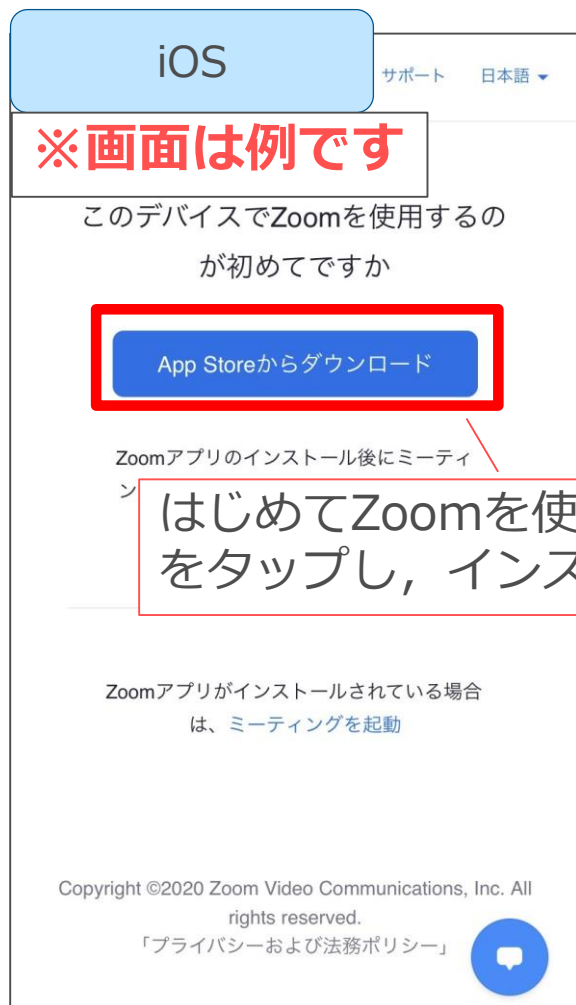 iOS
サポート 日本語
※画面は例です
このデバイスでZoomを使用するの
が初めてですか
App Storeからダウンロード
Zoomアプリのインストール後にミーティ
ン
はじめてZoomを使
をタップし，インス
Zoomアプリがインストールされている場合
は、ミーティングを起動
Copyright ©2020 Zoom Video Communications, Inc. All
rights reserved.
「プライバシーおよび法務ポリシー」